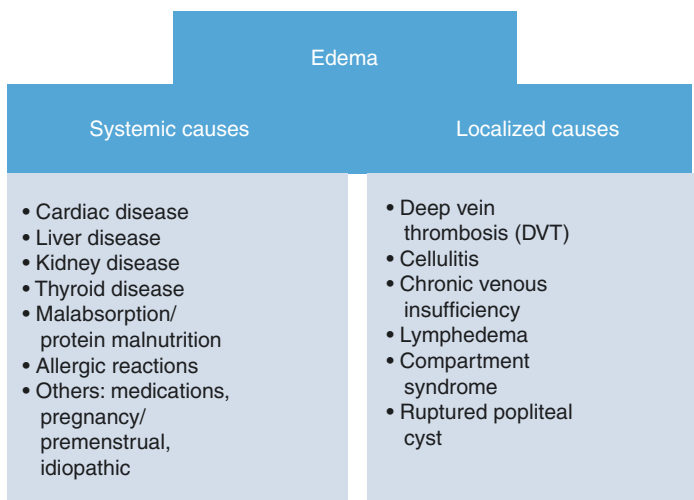 Edema
Systemic causes
Localized causes
• Cardiac disease
• Liver disease
• Kidney disease
• Thyroid disease
• Malabsorption/
protein malnutrition
• Allergic reactions
• Others: medications,
pregnancy/
premenstrual,
idiopathic
• Deep vein
thrombosis (DVT)
• Cellulitis
• Chronic venous
insufficiency
• Lymphedema
• Compartment
syndrome
• Ruptured popliteal
cyst